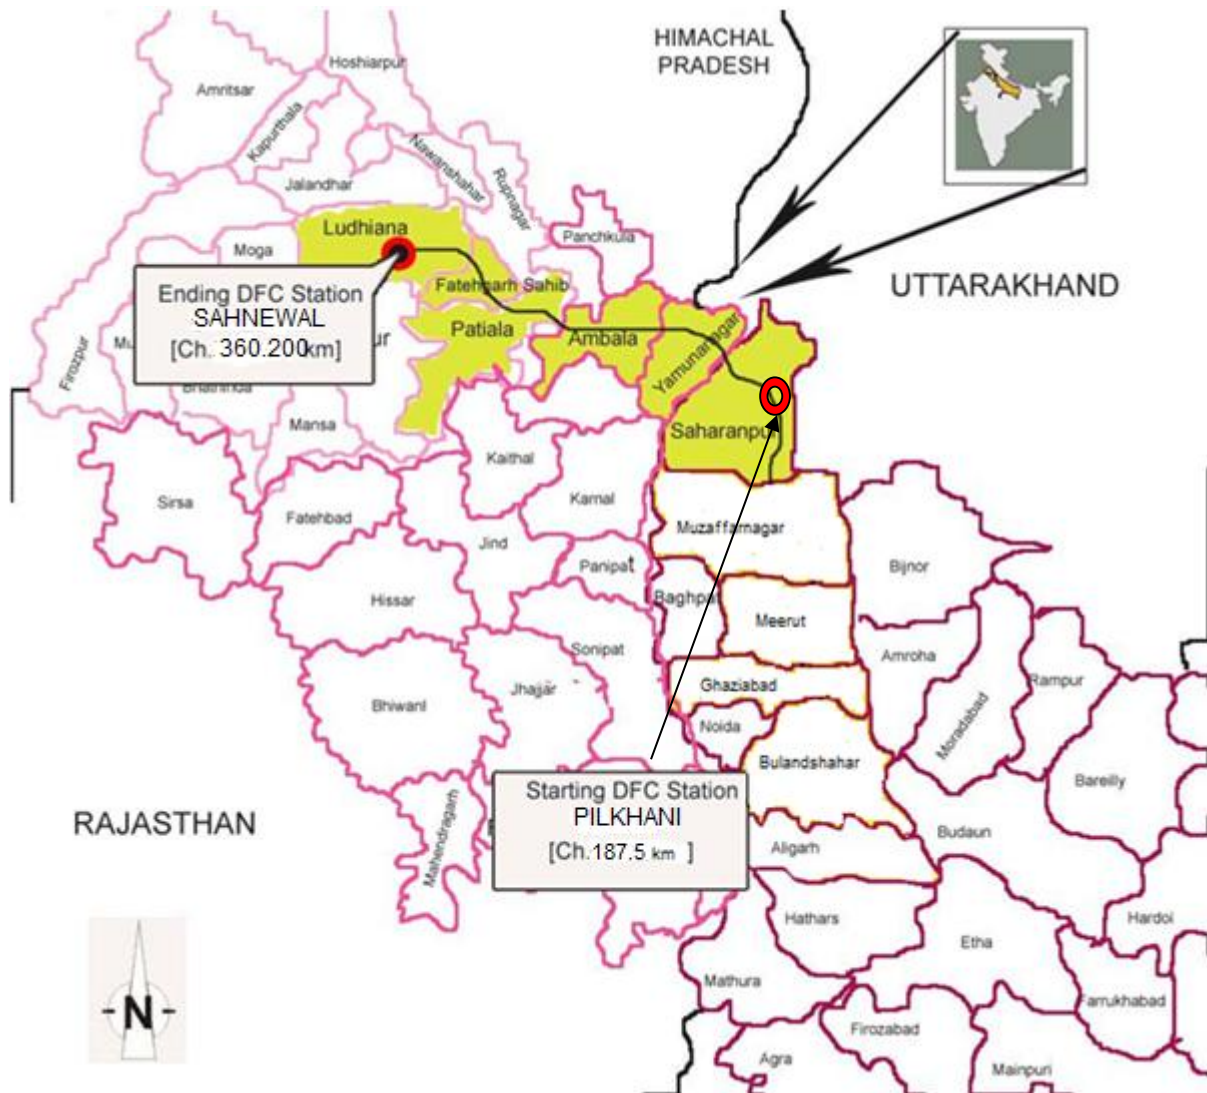 HIMACHAL
PRADESH
Hoshiarpur
Amritsar
Kapurthala
Nawanshahar
Jalandhar
Rupnagar
Ludhiana
Panchkula
Moga
UTTARAKHAND
Fatehgarh Sahib
Ending DFC Station
SAHNEWAL
[Ch. 360.200km]
Patiala
Ambala
Yamunanagar
Firozpur
Mansa
Saharanpur
Kaithal
Sirsa
Fatehbad
Karnal
Muzaffarnagar
Jind
Panipat
Bijnor
Hissar
Baghpat
Meerut
Sonipat
Amroha
Jhajjar
Ghaziabad
Rampur
Bhiwanl
Noida
Moradabad
Bulandshahar
Bareilly
Starting DFC Station
PILKHANI
[Ch.187.5 km ]
RAJASTHAN
Mahendragarh
Budaun
Aligarh
Hathars
Hardoi
Etha
Mathura
Farrukhabad
N
Firozabad
Agra
Mainpuri